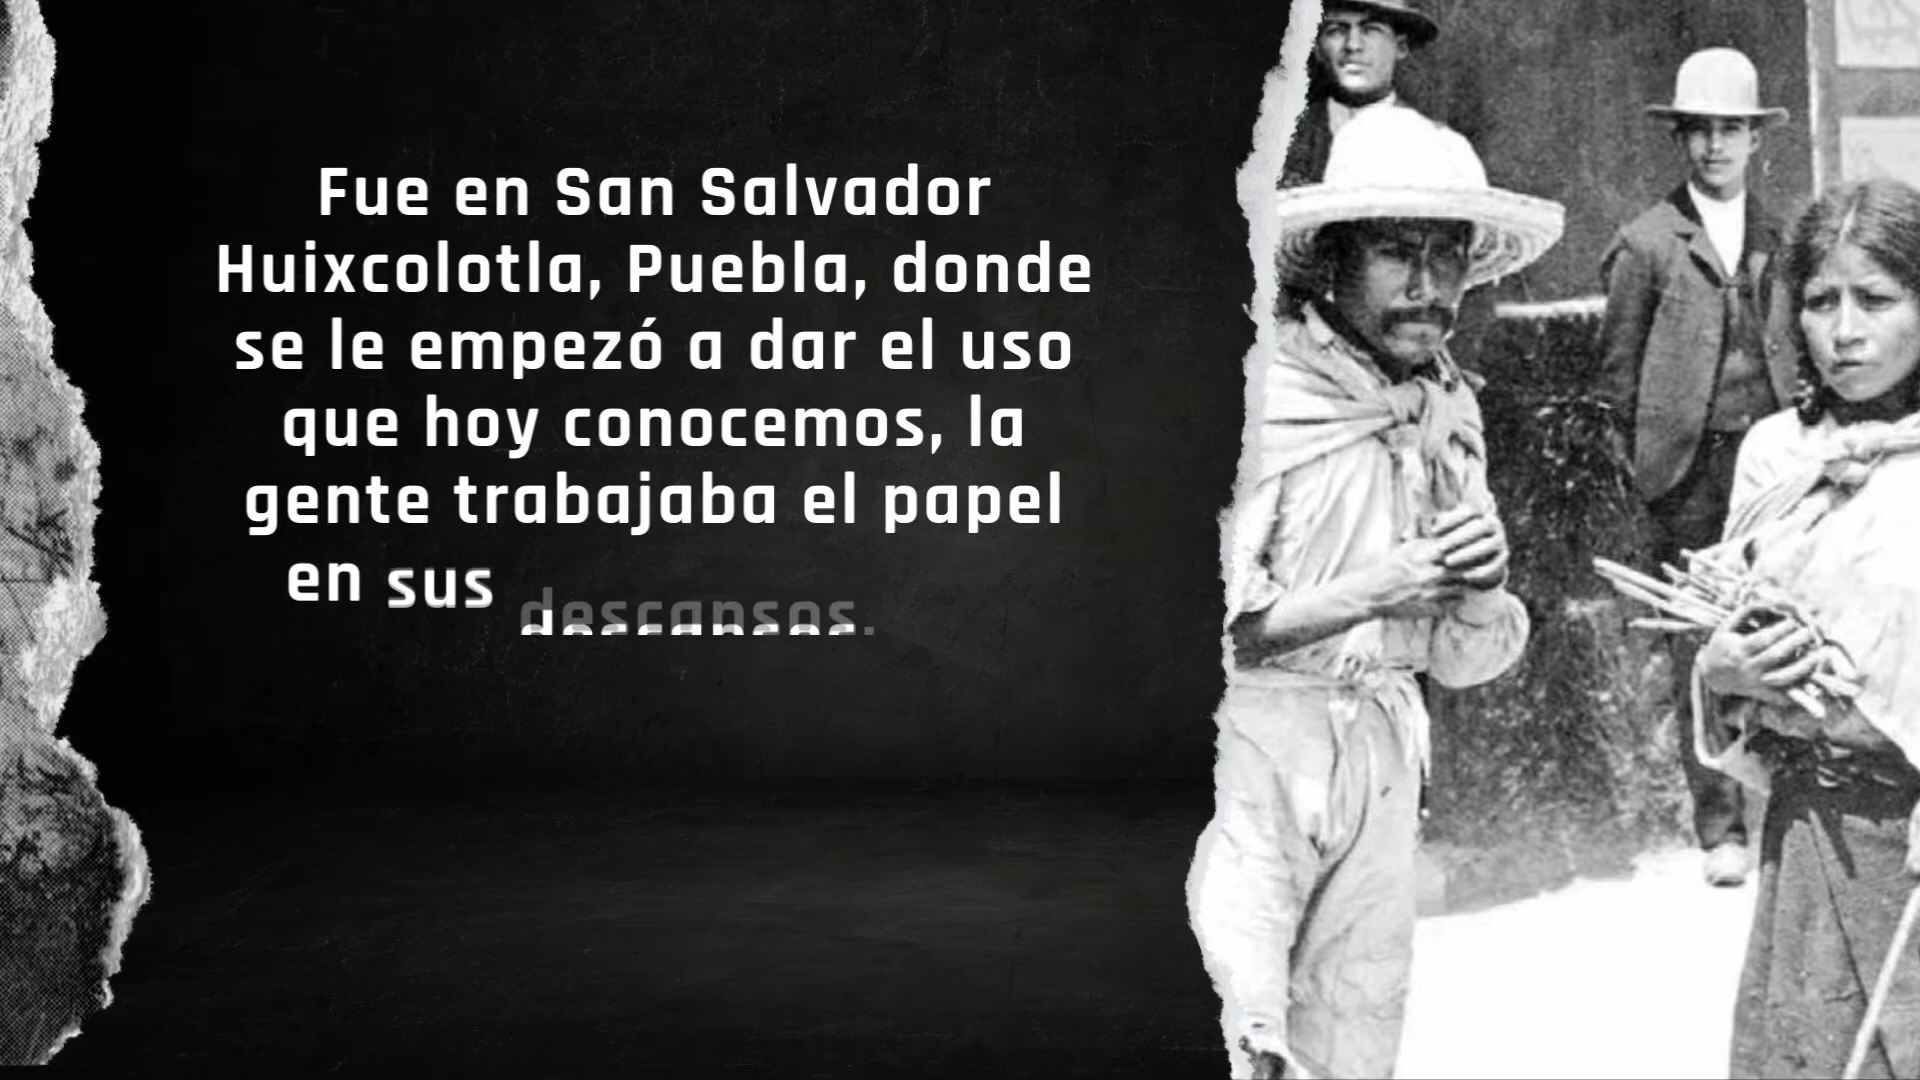 Fue en San Salvador
Huixcolotla, Puebla, donde
se le empezó a dar el uso
que hoy conocemos, la
gente trabajaba el papel
en sus descansos.